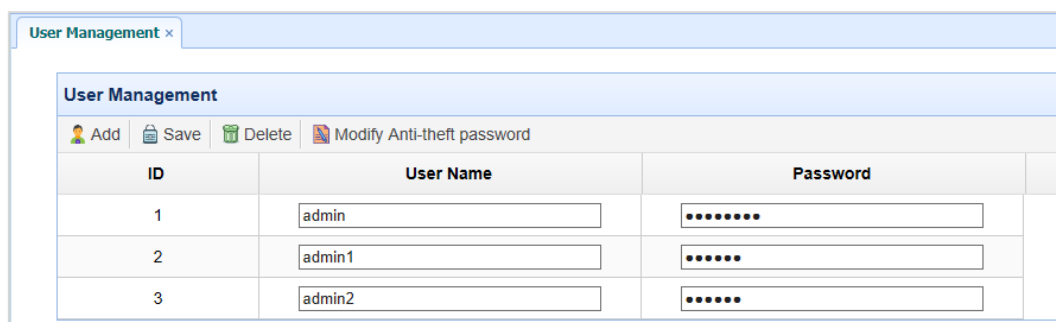 User Management ×
User Management
Add Save Delete Modify Anti-theft password
ID User Name Password
1 admin ••••••••
2 admin1 ••••••
3 admin2 ••••••